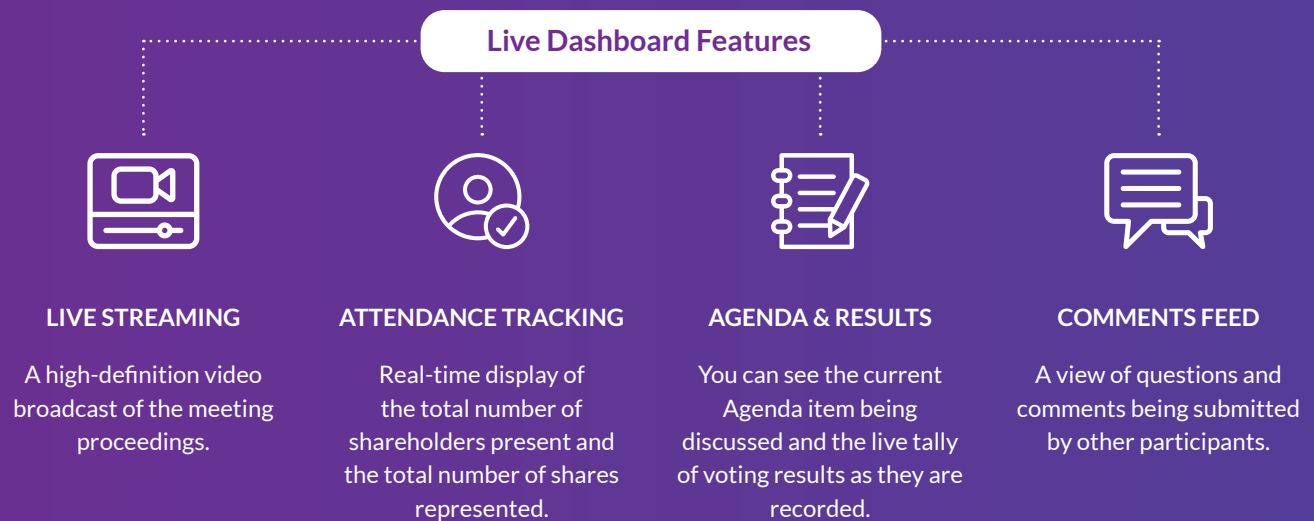 Live Dashboard Features
LIVE STREAMING
A high-definition video
broadcast of the meeting
proceedings.
ATTENDANCE TRACKING
Real-time display of
the total number of
shareholders present and
the total number of shares
represented.
AGENDA & RESULTS
You can see the current
Agenda item being
discussed and the live tally
of voting results as they are
recorded.
COMMENTS FEED
A view of questions and
comments being submitted
by other participants.